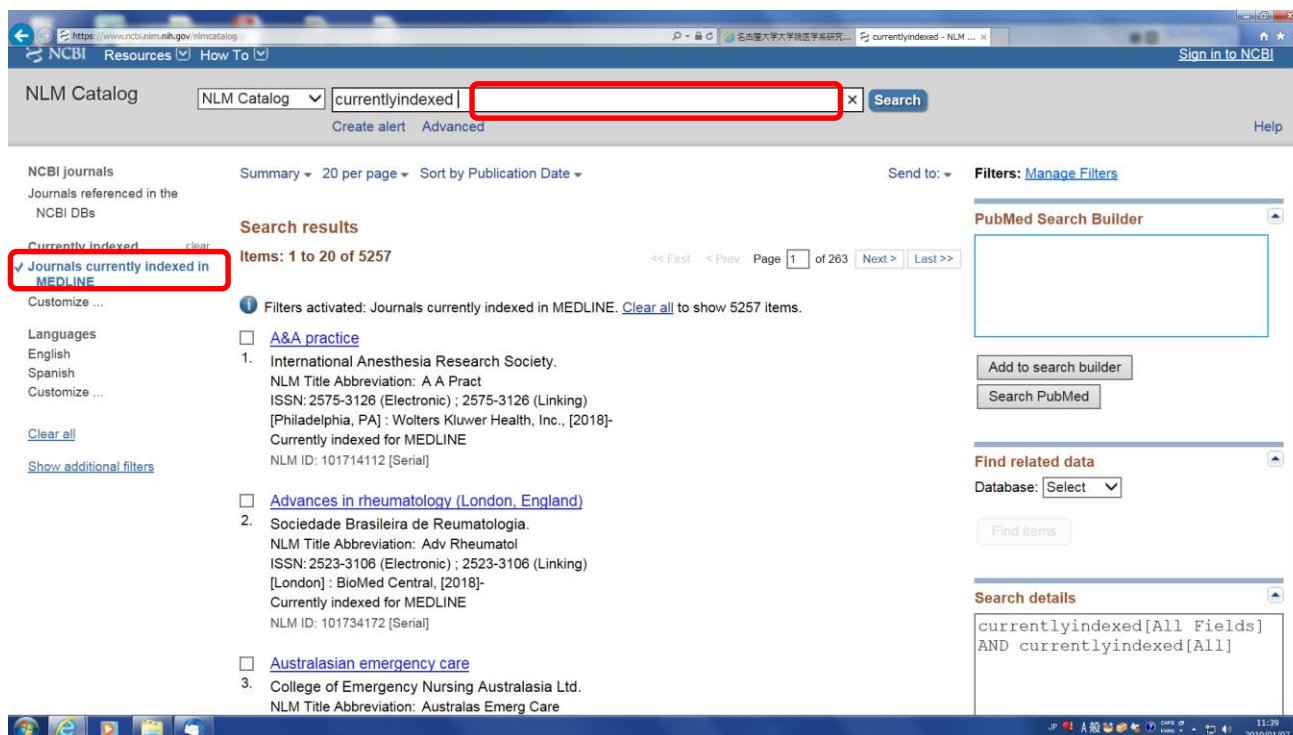 https://www.ncbi.nlm.nih.gov/nlmcatalog
名古屋大学大学院医学系研究...
currentlyindexed - NLM ... ×
NCBI Resources How To
Sign in to NCBI
NLM Catalog
NLM Catalog
currentlyindexed
×
Search
Create alert Advanced
Help
NCBI journals
Journals referenced in the
NCBI DBs
Currently indexed clear
✓ Journals currently indexed in
MEDLINE
Customize ...
Languages
English
Spanish
Customize ...
Clear all
Show additional filters
Summary 20 per page Sort by Publication Date
Send to:
Search results
Items: 1 to 20 of 5257
<< First < Prev Page 1 of 263 Next > Last >>
Filters activated: Journals currently indexed in MEDLINE. Clear all to show 5257 items.
A&A practice
1. International Anesthesia Research Society.
NLM Title Abbreviation: A A Pract
ISSN: 2575-3126 (Electronic) ; 2575-3126 (Linking)
[Philadelphia, PA] : Wolters Kluwer Health, Inc., [2018]-
Currently indexed for MEDLINE
NLM ID: 101714112 [Serial]
Advances in rheumatology (London, England)
2. Sociedade Brasileira de Reumatologia.
NLM Title Abbreviation: Adv Rheumatol
ISSN: 2523-3106 (Electronic) ; 2523-3106 (Linking)
[London] : BioMed Central, [2018]-
Currently indexed for MEDLINE
NLM ID: 101734172 [Serial]
Australasian emergency care
3. College of Emergency Nursing Australasia Ltd.
NLM Title Abbreviation: Australas Emerg Care
Filters: Manage Filters
PubMed Search Builder
Add to search builder
Search PubMed
Find related data
Database: Select
Find items
Search details
currentlyindexed[All Fields]
AND currentlyindexed[All]
JP A 般
11:39